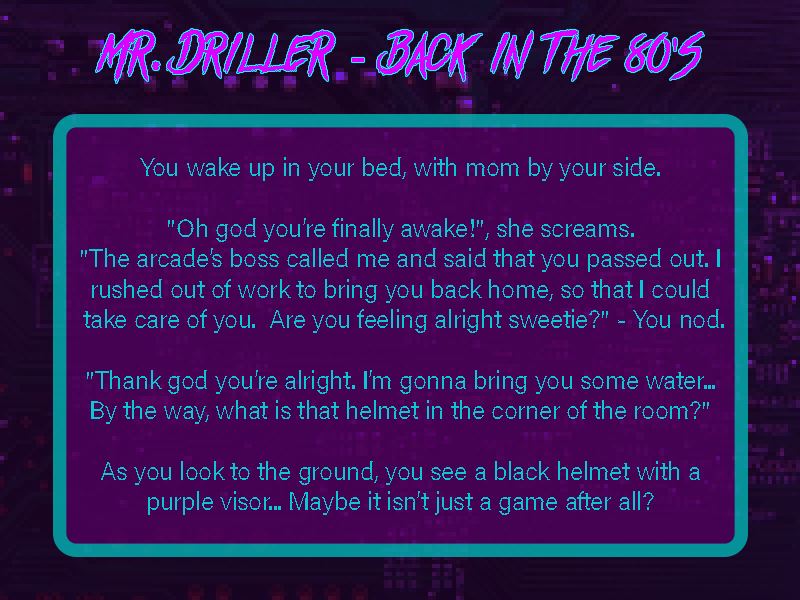 MR. DRILLER - BACK IN THE 80'S
You wake up in your bed, with mom by your side.
"Oh god you're finally awake!", she screams.
"The arcade's boss called me and said that you passed out. I
rushed out of work to bring you back home, so that I could
take care of you.  Are you feeling alright sweetie?" - You nod.
"Thank god you're alright. I'm gonna bring you some water...
By the way, what is that helmet in the corner of the room?"
As you look to the ground, you see a black helmet with a
purple visor... Maybe it isn't just a game after all?